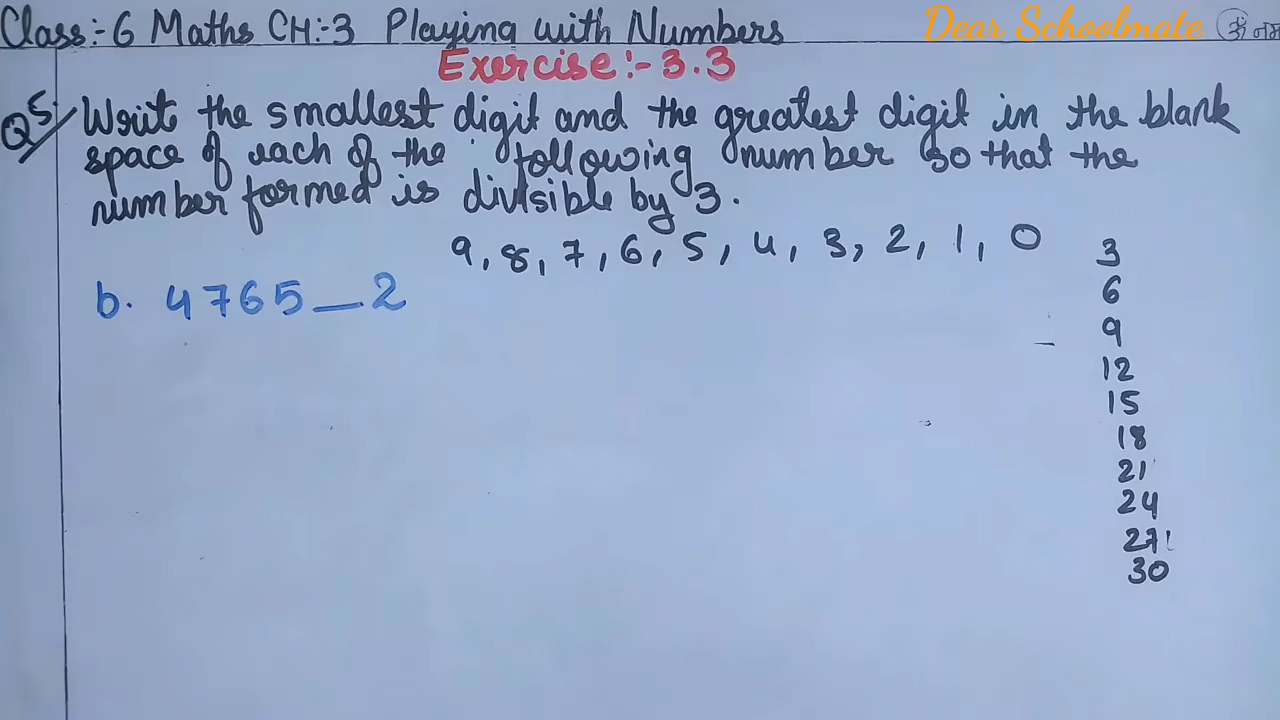 Class:- 6 Maths CH:-3 Playing with Numbers
Dear Schoolmate
Exercise:- 3.3
Q5 Write the smallest digit and the greatest digit in the blank
space of each of the following number so that the
number formed is divisible by 3.
9, 8, 7, 6, 5, 4, 3, 2, 1, 0
b. 4765__2
3
6
9
12
15
18
21
24
27
30